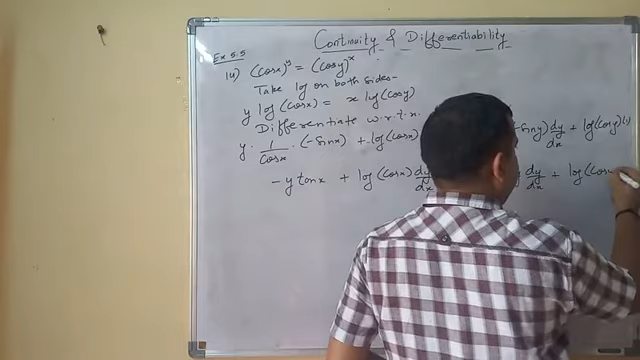 Continuity & Differentiability
Ex 5.5
14) (cosx)^y = (cosy)^x
Take log on both sides-
y log (cosx) = x log(cosy)
Differentiate w.r.t.x.
y. 1/cosx . (-sinx) + log(cosx) -siny) dy/dx + log(cosy)(1)
-y tanx + log(cosx) dy/dx dy/dx + log(cos